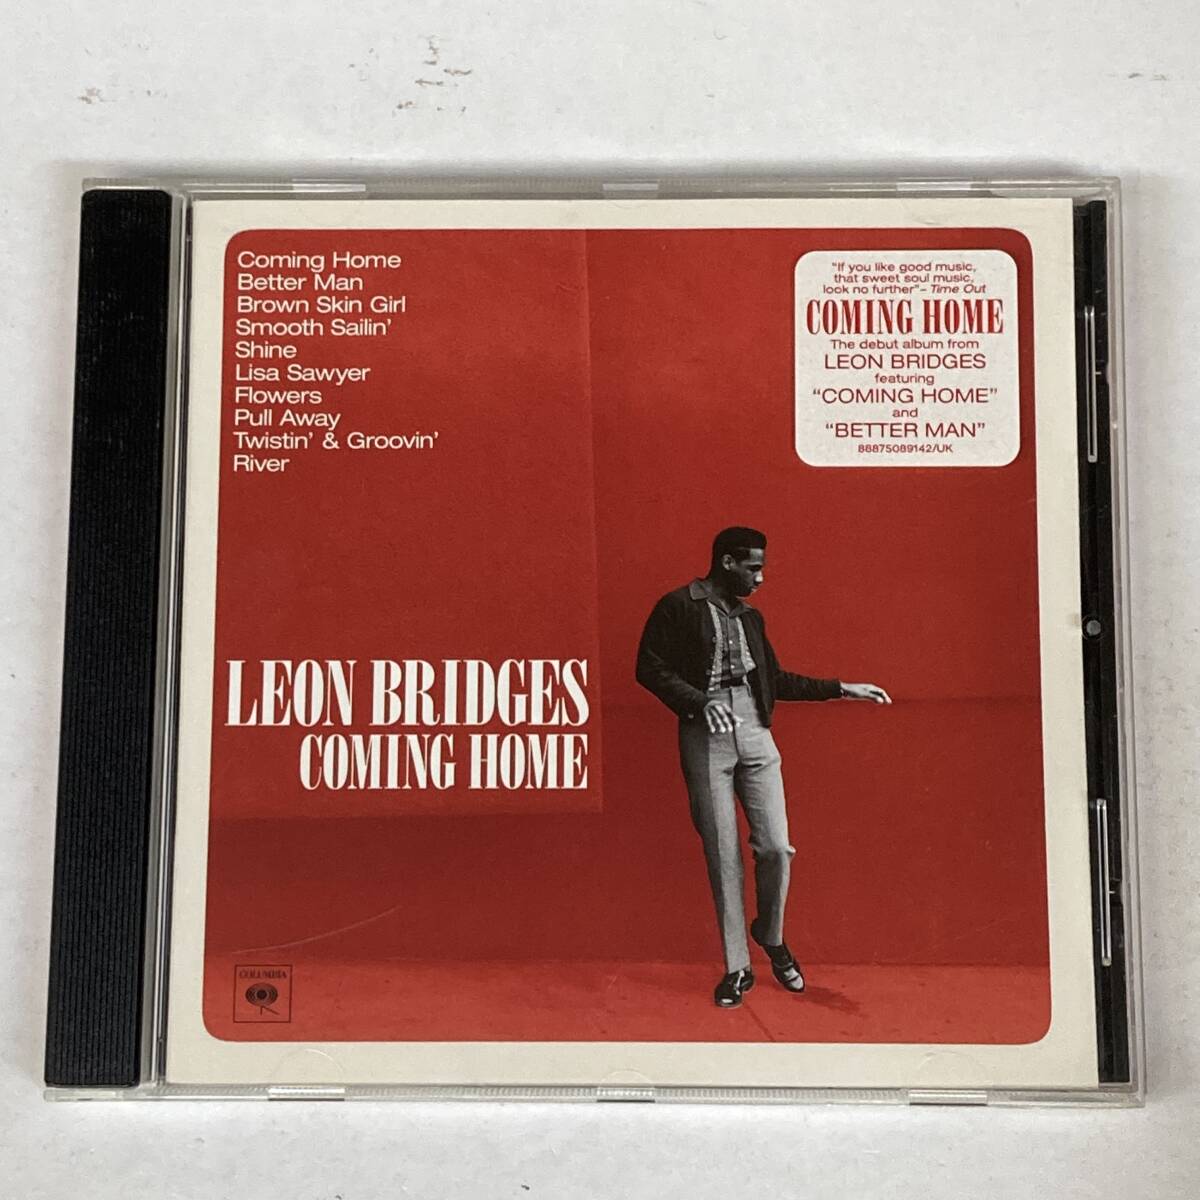 Coming Home
Better Man
Brown Skin Girl
Smooth Sailin'
Shine
Lisa Sawyer
Flowers
Pull Away
Twistin' & Groovin'
River
"If you like good music,
that sweet soul music,
look no further" – Time Out
COMING HOME
The debut album from
LEON BRIDGES
featuring
"COMING HOME"
and
"BETTER MAN"
88875089142/UK
LEON BRIDGES
COMING HOME
COLUMBIA